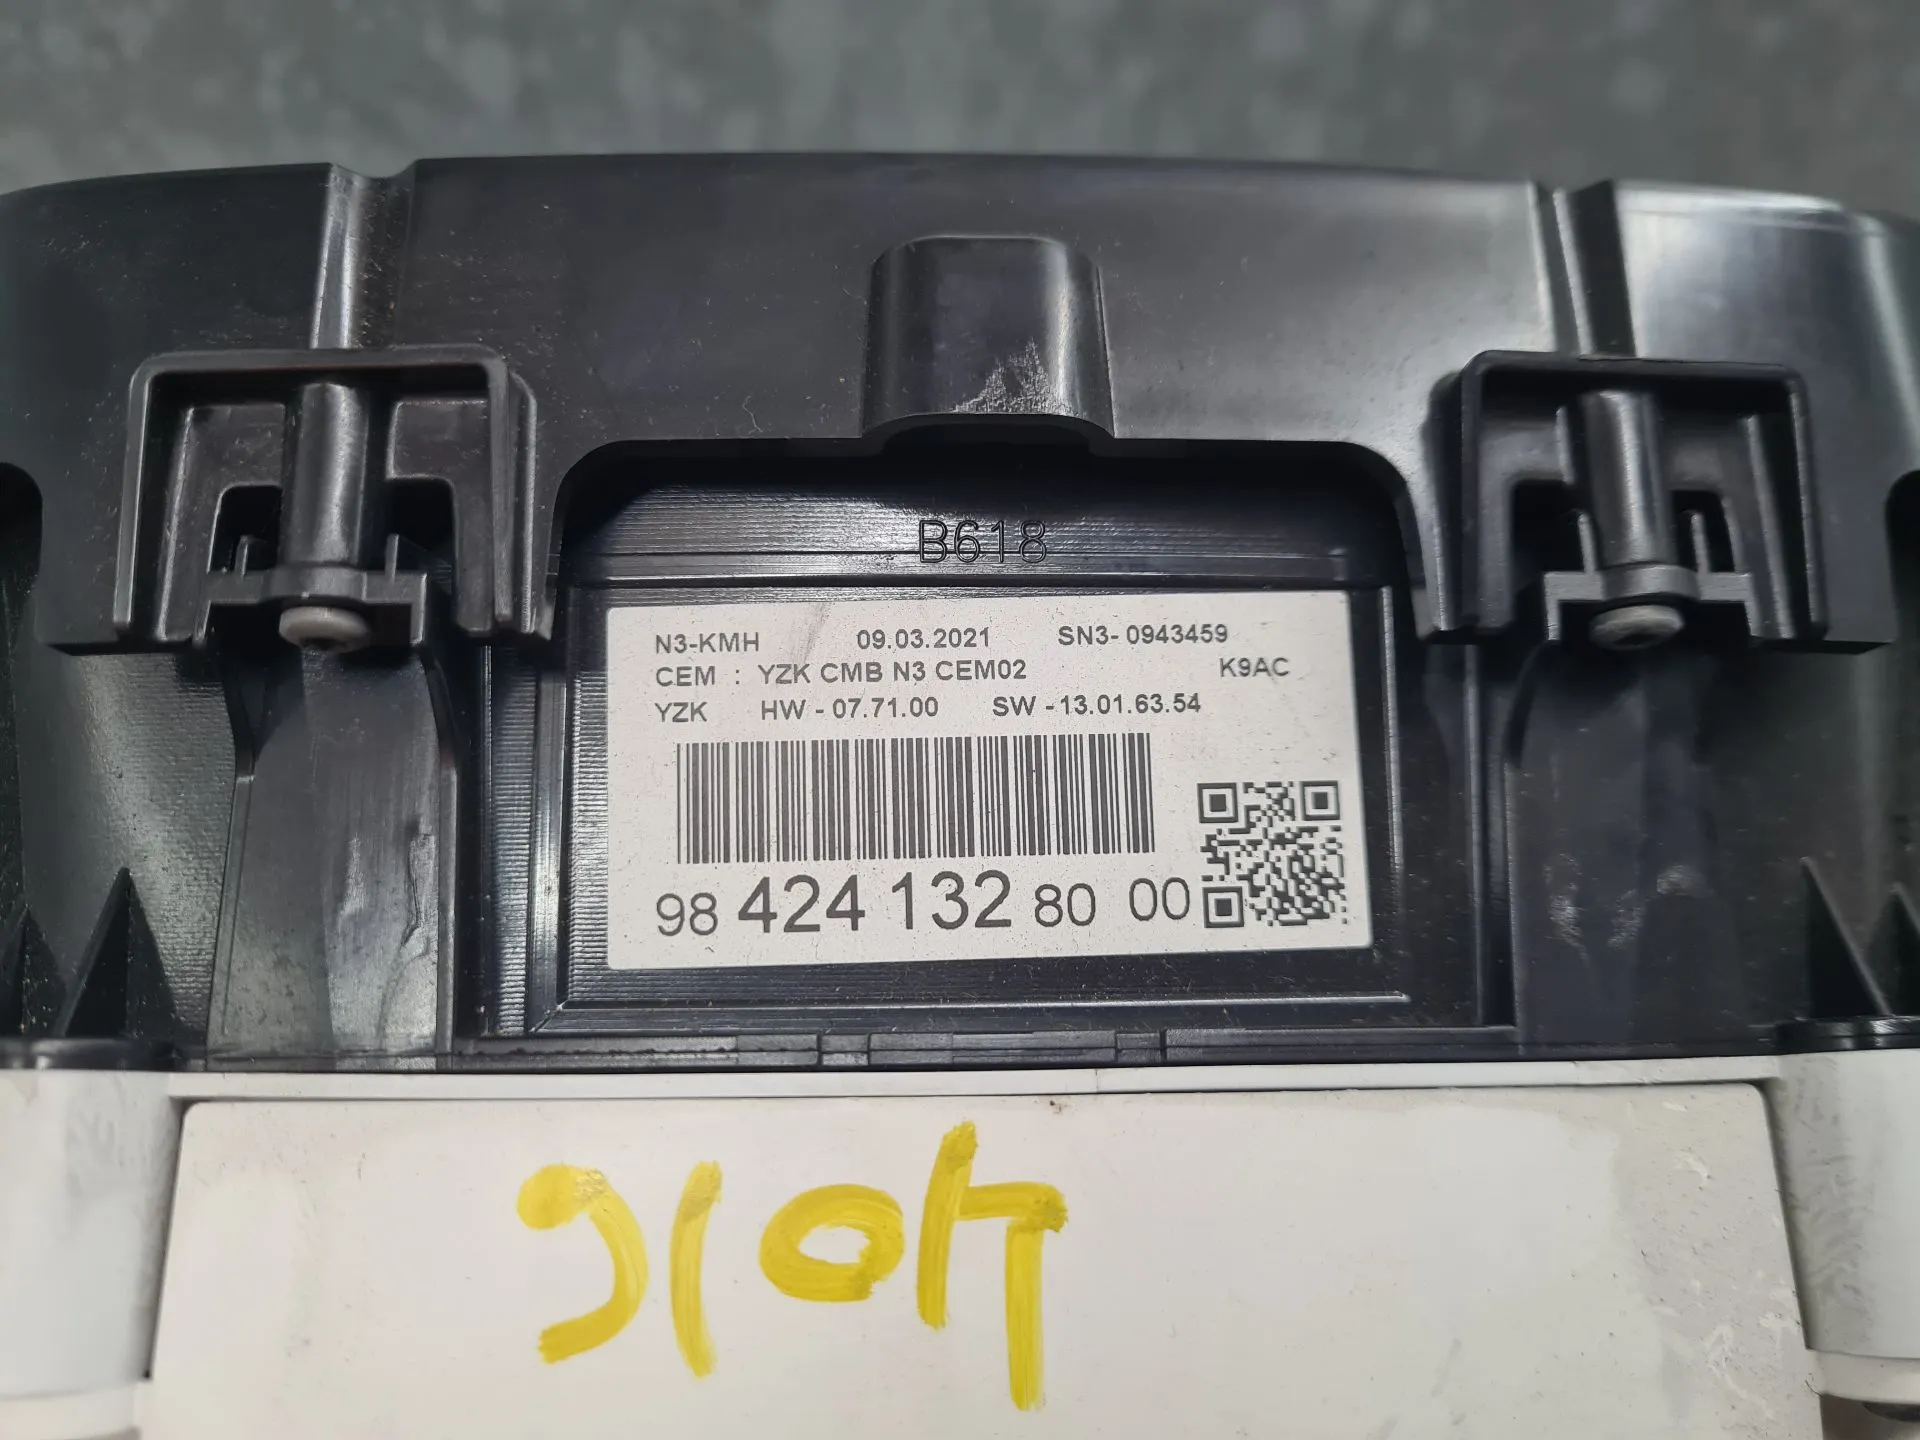 B618
N3-KMH 09.03.2021 SN3- 0943459
CEM : YZK CMB N3 CEM02 K9AC
YZK HW - 07.71.00 SW -13.01.63.54
98 424 132 80 00
9104